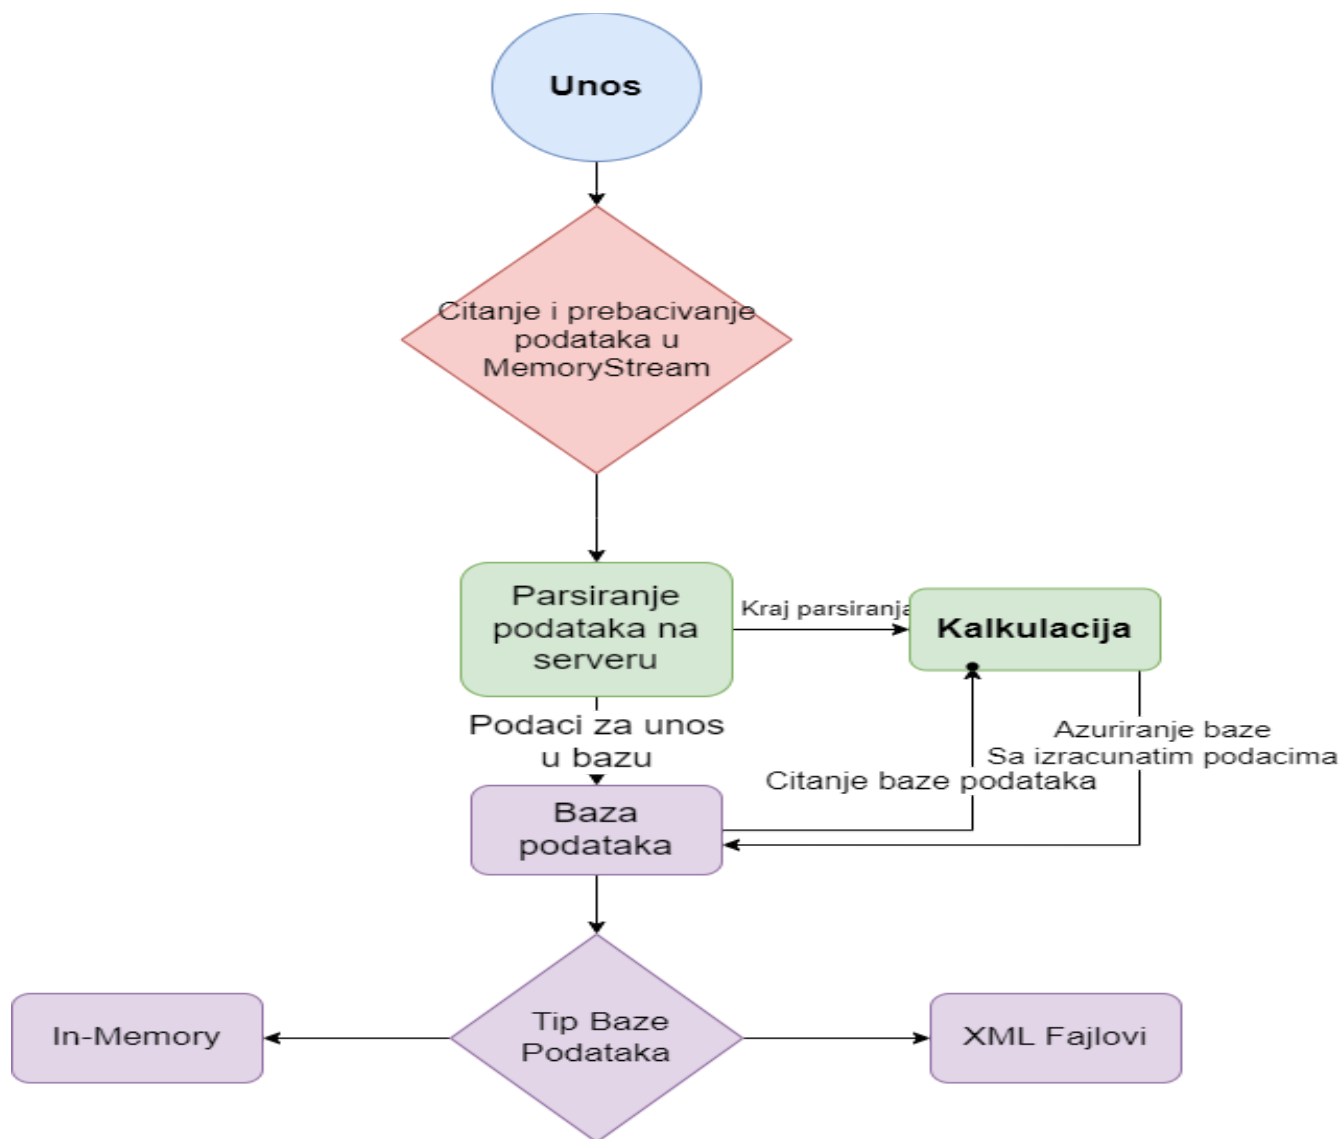 Unos
Citanje i prebacivanje
podataka u
MemoryStream
Parsiranje
podataka na
serveru
Kraj parsiranja
Kalkulacija
Podaci za unos
u bazu
Azuriranje baze
Sa izracunatim podacima
Citanje baze podataka
Baza
podataka
In-Memory
Tip Baze
Podataka
XML Fajlovi